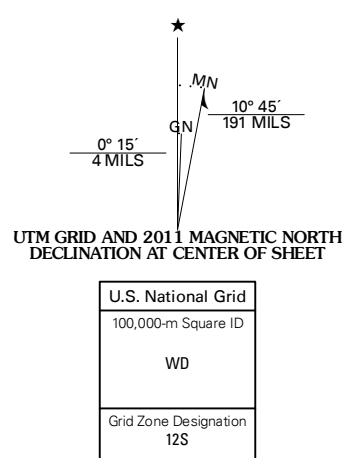 ★
MN
GN
10° 45´
191 MILS
0° 15´
4 MILS
UTM GRID AND 2011 MAGNETIC NORTH
DECLINATION AT CENTER OF SHEET
U.S. National Grid
100,000-m Square ID
WD
Grid Zone Designation
12S